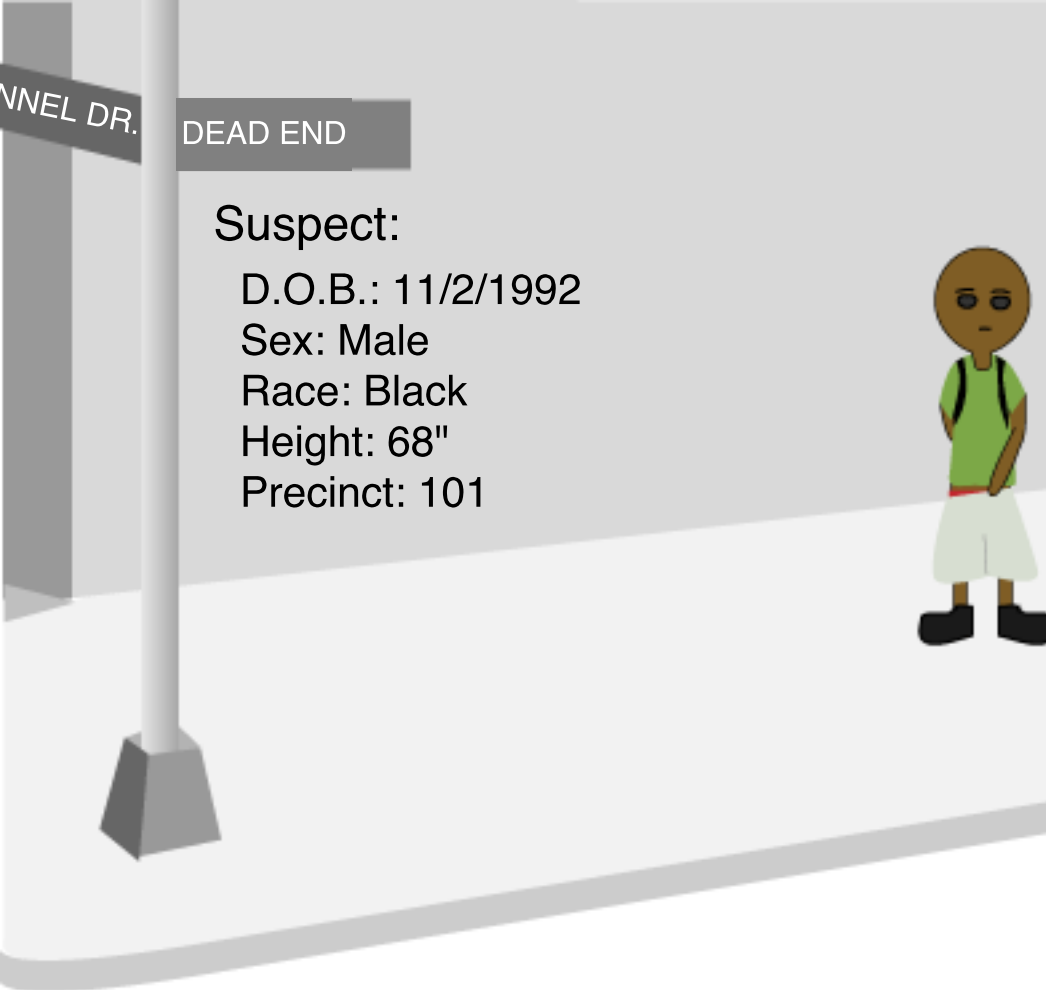 NNEL DR.
DEAD END
Suspect:
D.O.B.: 11/2/1992
Sex: Male
Race: Black
Height: 68"
Precinct: 101